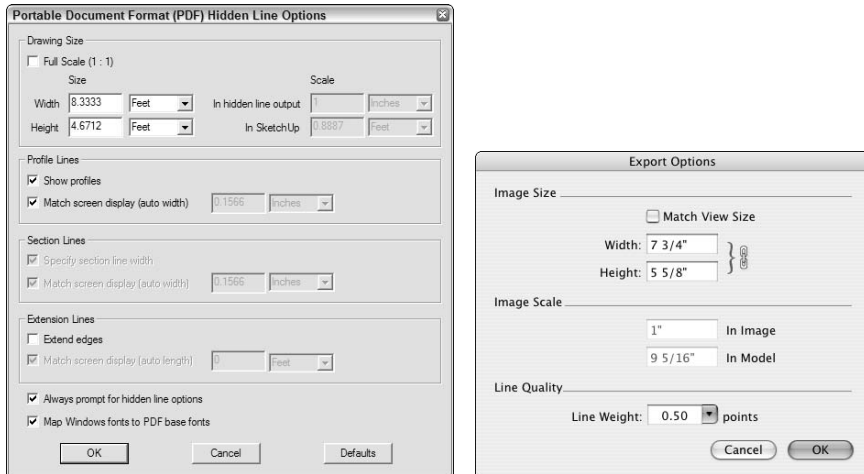 Portable Document Format (PDF) Hidden Line Options
Drawing Size
Full Scale (1 : 1)
Size Scale
Width 8.3333 Feet In hidden line output 1 Inches
Height 4.6712 Feet In SketchUp 0.8887 Feet
Profile Lines
Show profiles
Match screen display (auto width) 0.1566 Inches
Section Lines
Specify section line width
Match screen display (auto width) 0.1566 Inches
Extension Lines
Extend edges
Match screen display (auto length) 0 Feet
Always prompt for hidden line options
Map Windows fonts to PDF base fonts
OK Cancel Defaults
Export Options
Image Size
Match View Size
Width: 7 3/4"
Height: 5 5/8"
Image Scale
1" In Image
9 5/16" In Model
Line Quality
Line Weight: 0.50 points
Cancel OK